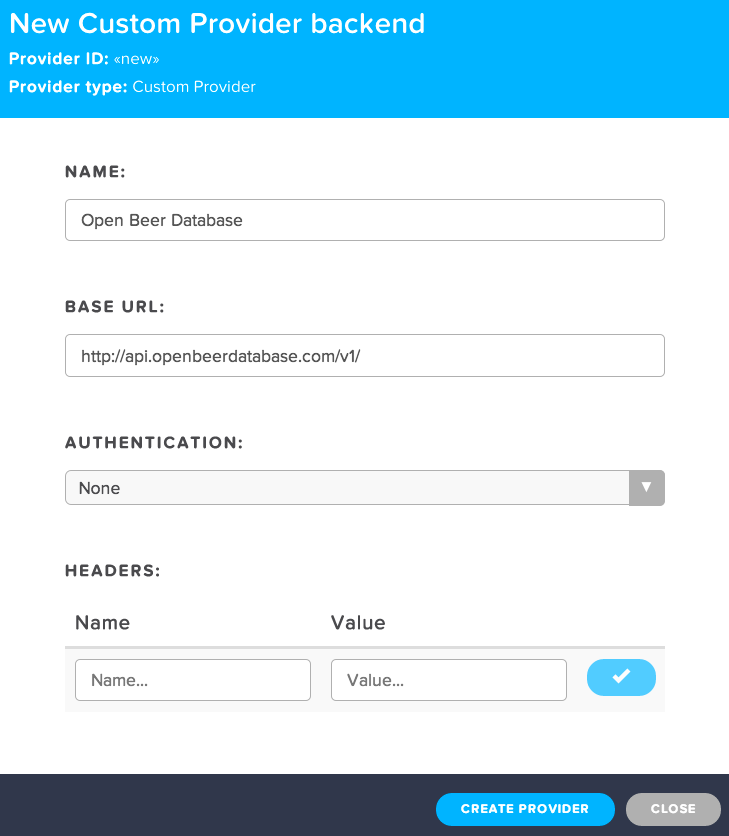 New Custom Provider backend
Provider ID: «new»
Provider type: Custom Provider
NAME:
Open Beer Database
BASE URL:
http://api.openbeerdatabase.com/v1/
AUTHENTICATION:
None
HEADERS:
Name Value
Name... Value...
CREATE PROVIDER CLOSE